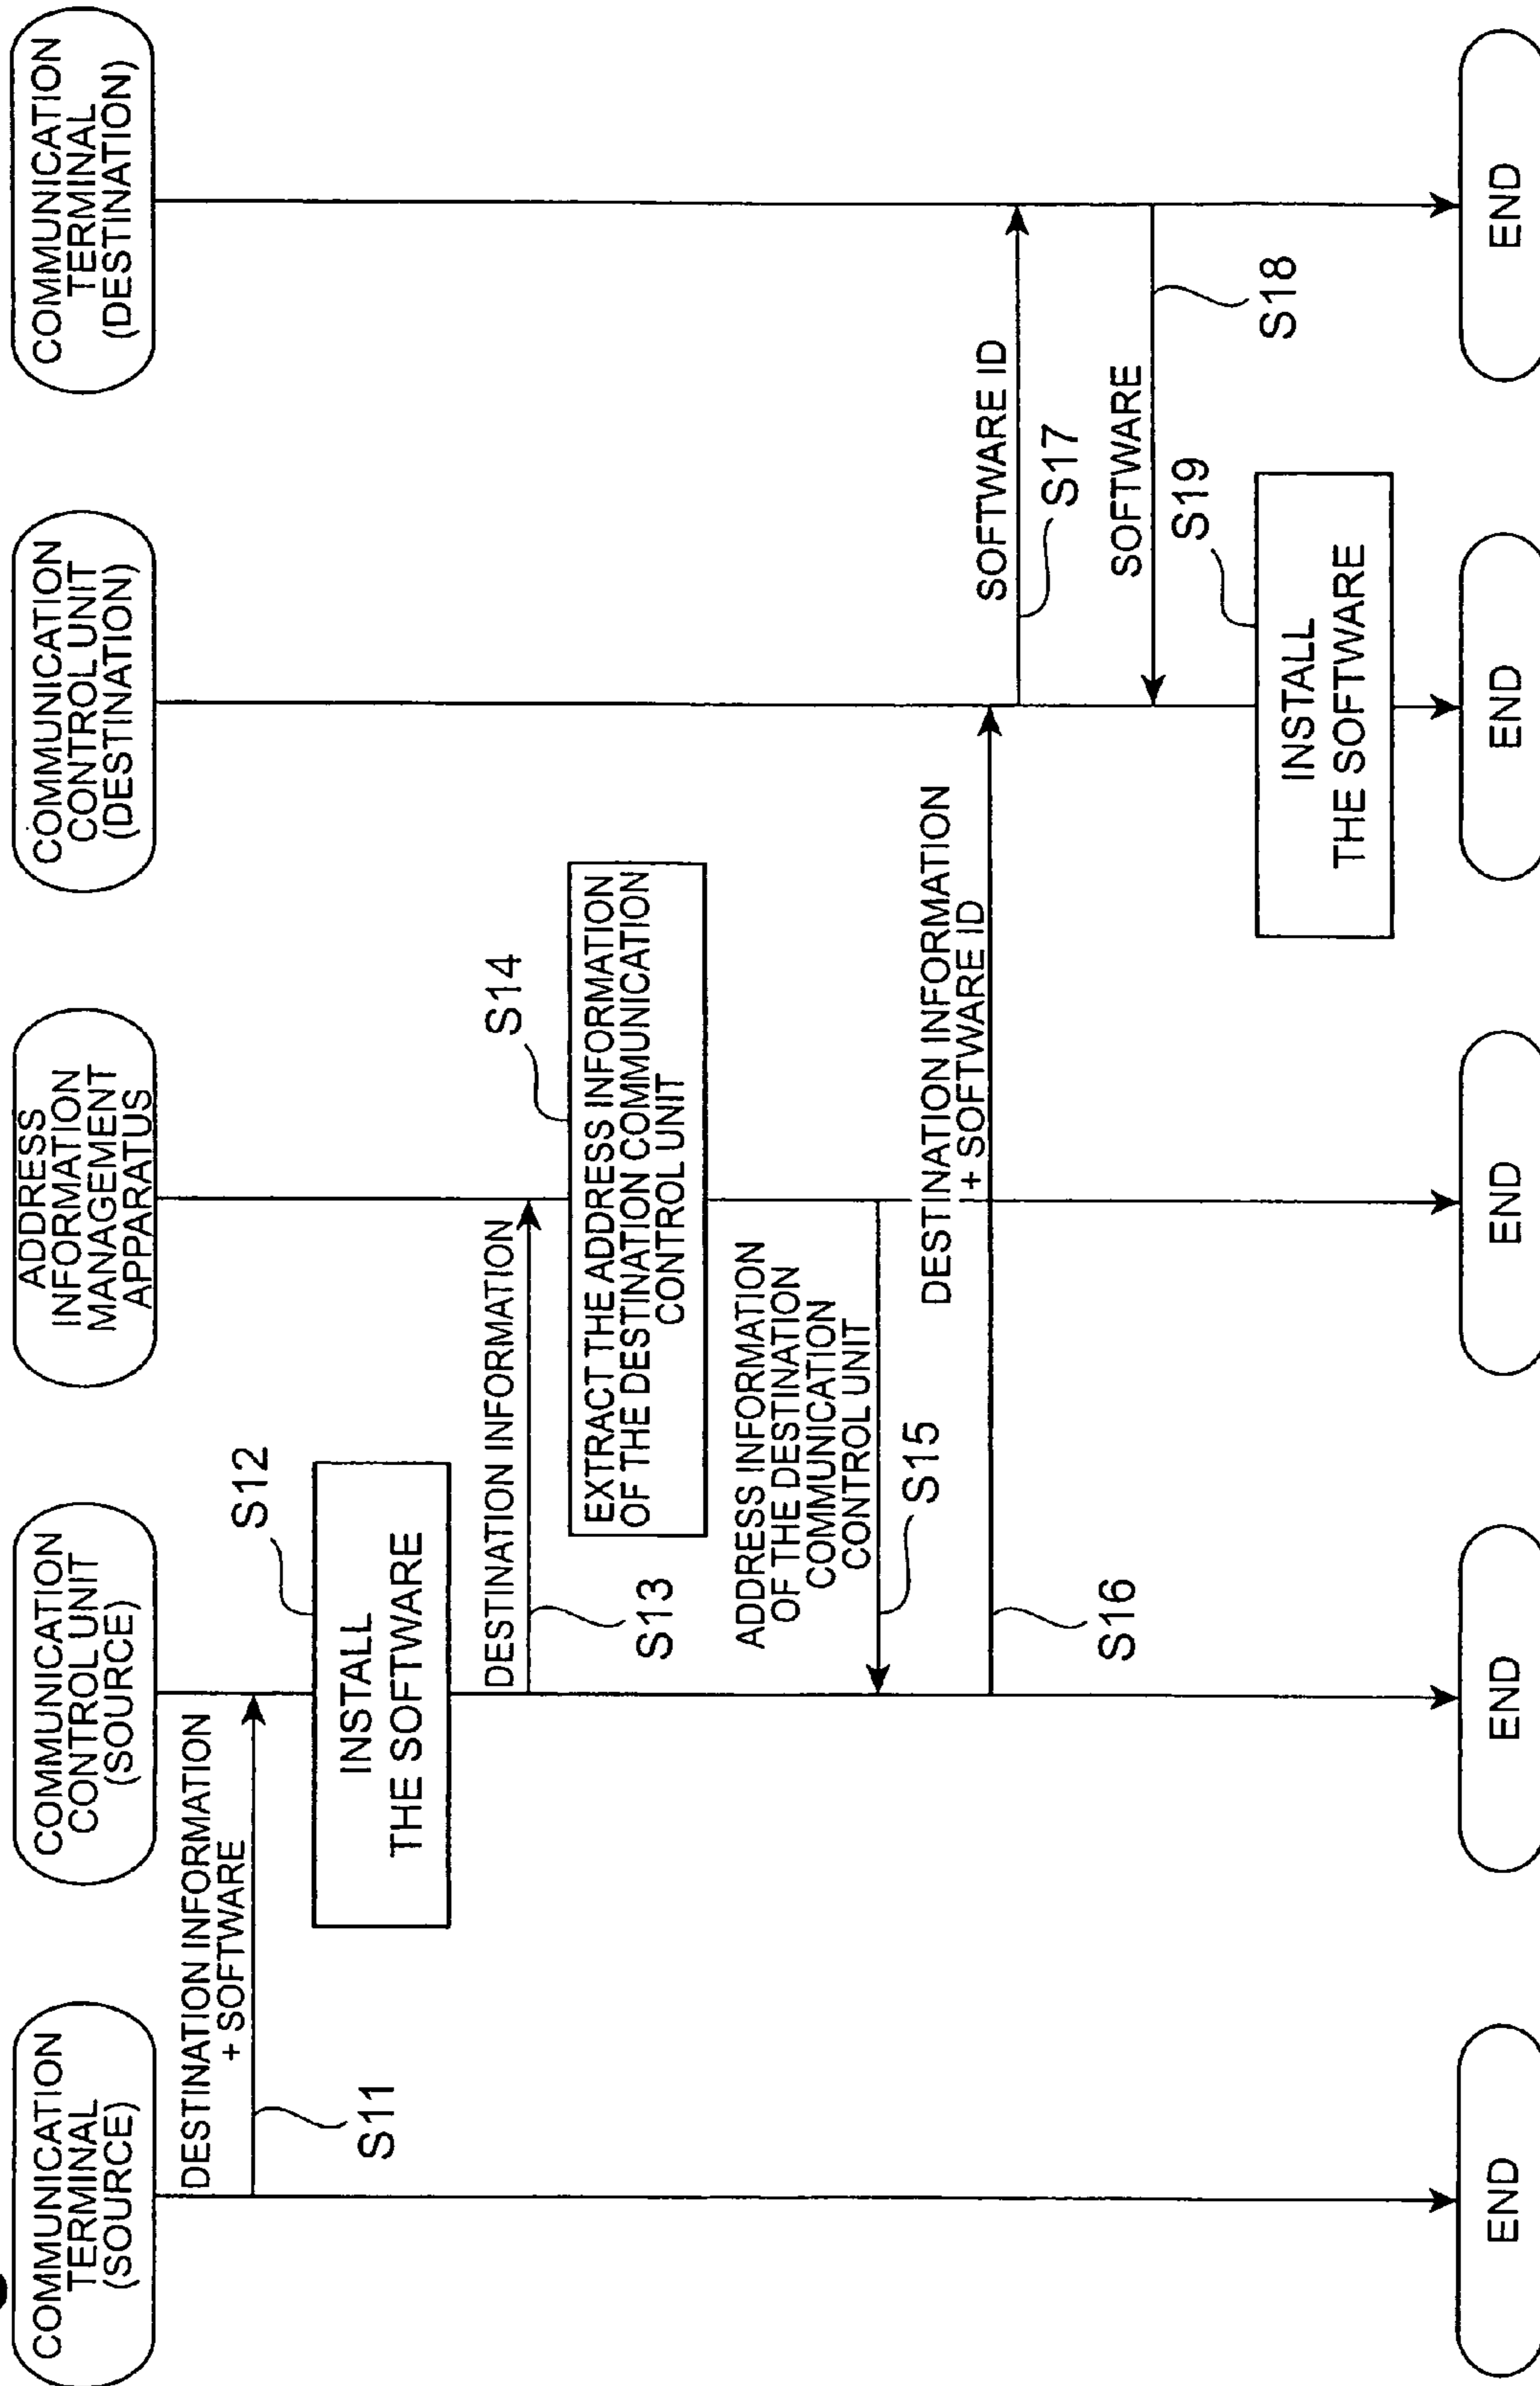 COMMUNICATION
TERMINAL
(SOURCE)
COMMUNICATION
CONTROL UNIT
(SOURCE)
ADDRESS
INFORMATION
MANAGEMENT
APPARATUS
COMMUNICATION
CONTROL UNIT
(DESTINATION)
COMMUNICATION
TERMINAL
(DESTINATION)
DESTINATION INFORMATION
+ SOFTWARE
S11
S12
INSTALL
THE SOFTWARE
DESTINATION INFORMATION
S13
S14
EXTRACT THE ADDRESS INFORMATION
OF THE DESTINATION COMMUNICATION
CONTROL UNIT
ADDRESS INFORMATION
OF THE DESTINATION
COMMUNICATION
CONTROL UNIT
S15
DESTINATION INFORMATION
+ SOFTWARE ID
S16
SOFTWARE ID
S17
SOFTWARE
S18
S19
INSTALL
THE SOFTWARE
END
END
END
END
END